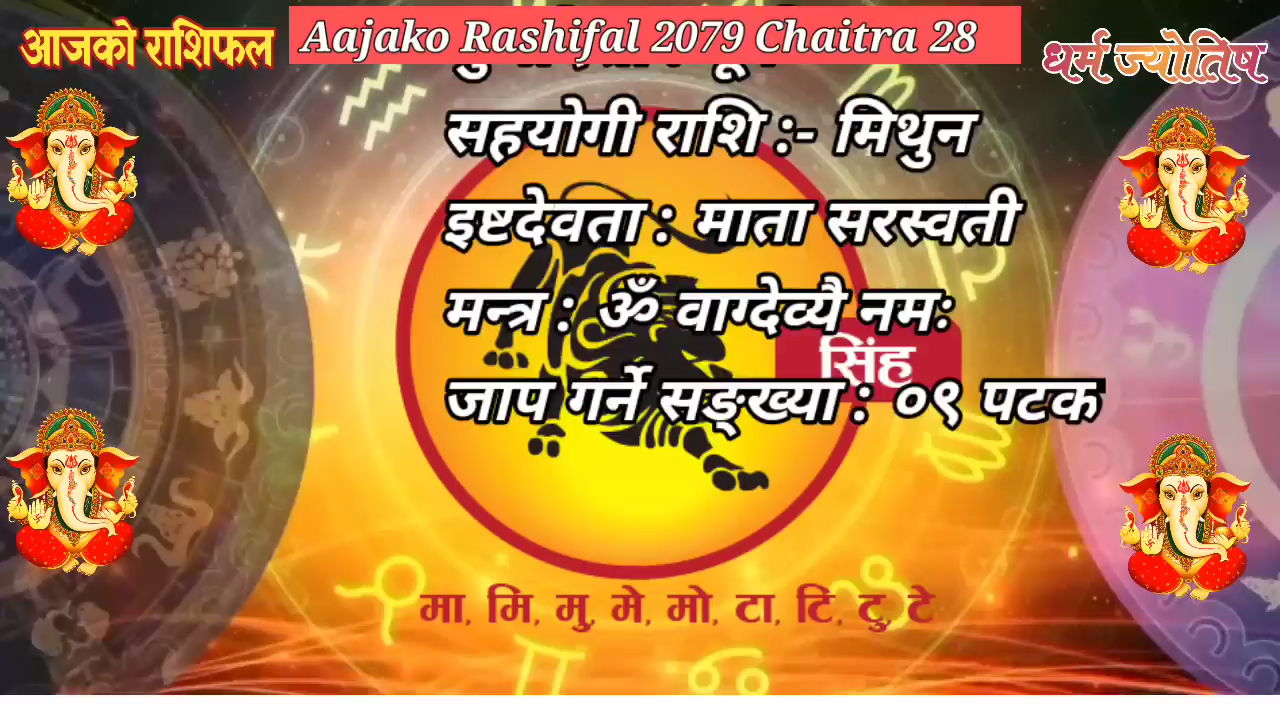 आजको राशिफल
Aajako Rashifal 2079 Chaitra 28
धर्म ज्योतिष
सहयोगी राशि :- मिथुन
इष्टदेवता : माता सरस्वती
मन्त्र : ॐ वाग्देव्यै नमः
सिंह
जाप गर्ने सङ्ख्या : ०९ पटक
मा, मि, मु, मे, मो, टा, टि, टु, टे